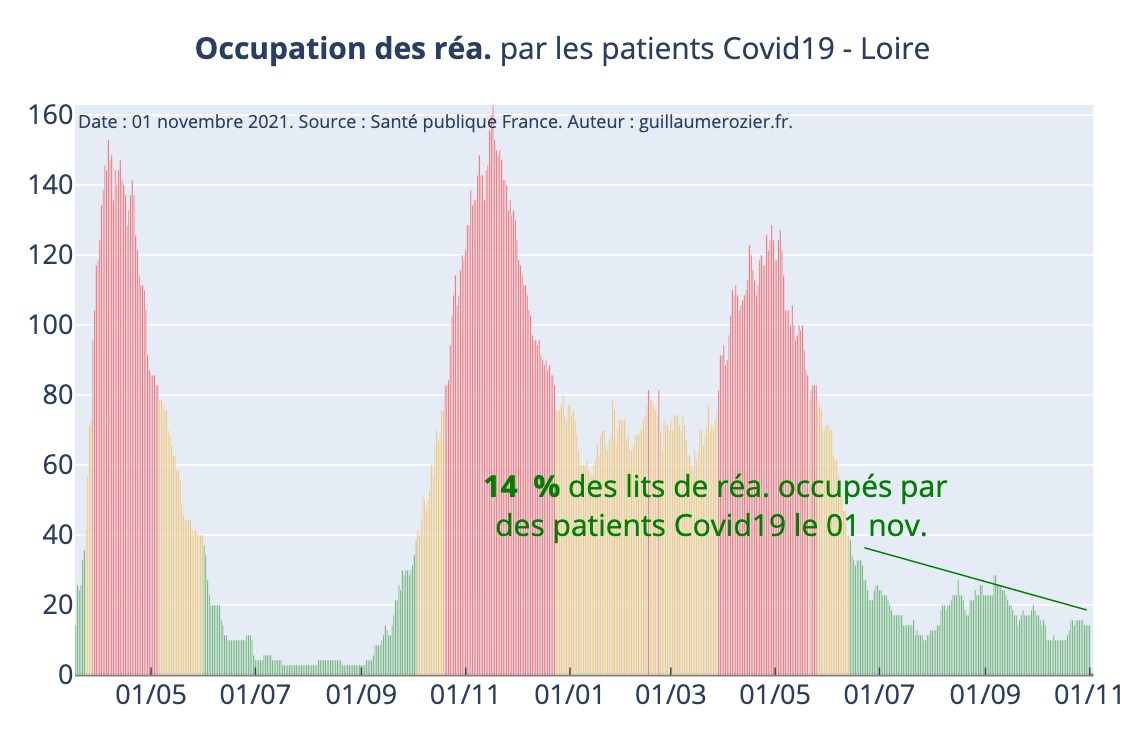 Occupation des réa. par les patients Covid19 - Loire
160
Date : 01 novembre 2021. Source : Santé publique France. Auteur : guillaumerozier.fr.
140
120
100
80
60
14 % des lits de réa. occupés par
des patients Covid19 le 01 nov.
40
20
0
01/05 01/07 01/09 01/11 01/01 01/03 01/05 01/07 01/09 01/11